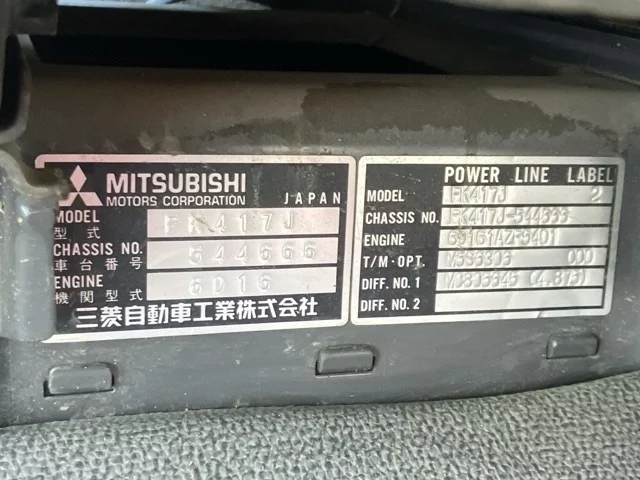 MITSUBISHI
MOTORS CORPORATION JAPAN
MODEL FK417J
型式
CHASSIS NO.
車台番号
ENGINE 6D16
機関型式
三菱自動車工業株式会社
POWER LINE LABEL
MODEL FK417J 2
CHASSIS NO.
ENGINE
T/M·OPT. 000
DIFF. NO. 1 (4.875)
DIFF. NO. 2